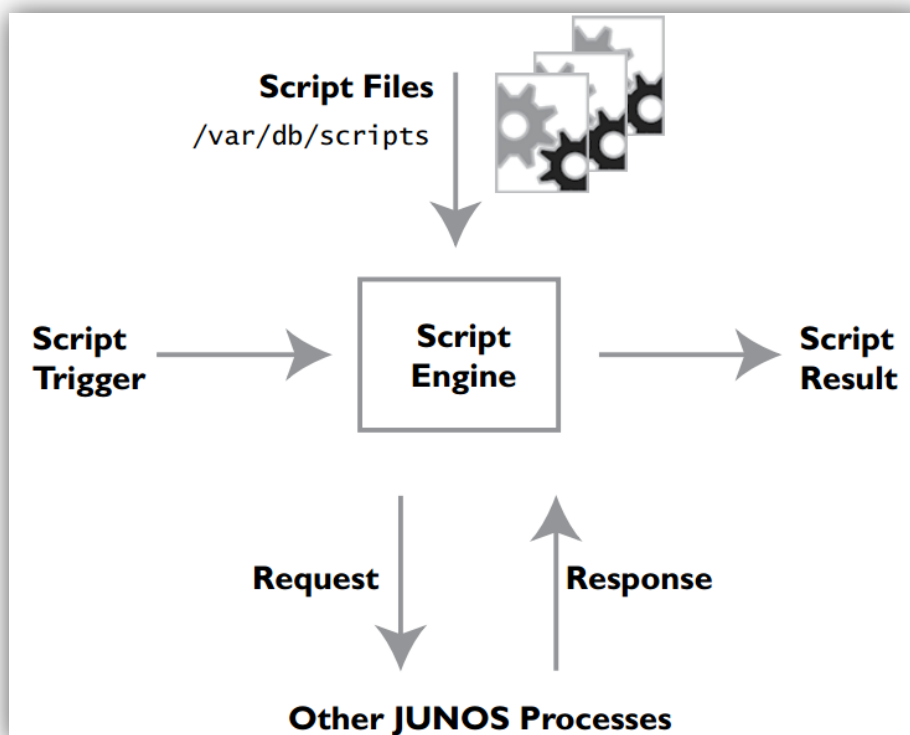 Script Files
/var/db/scripts
Script
Trigger
Script
Engine
Script
Result
Request
Response
Other JUNOS Processes